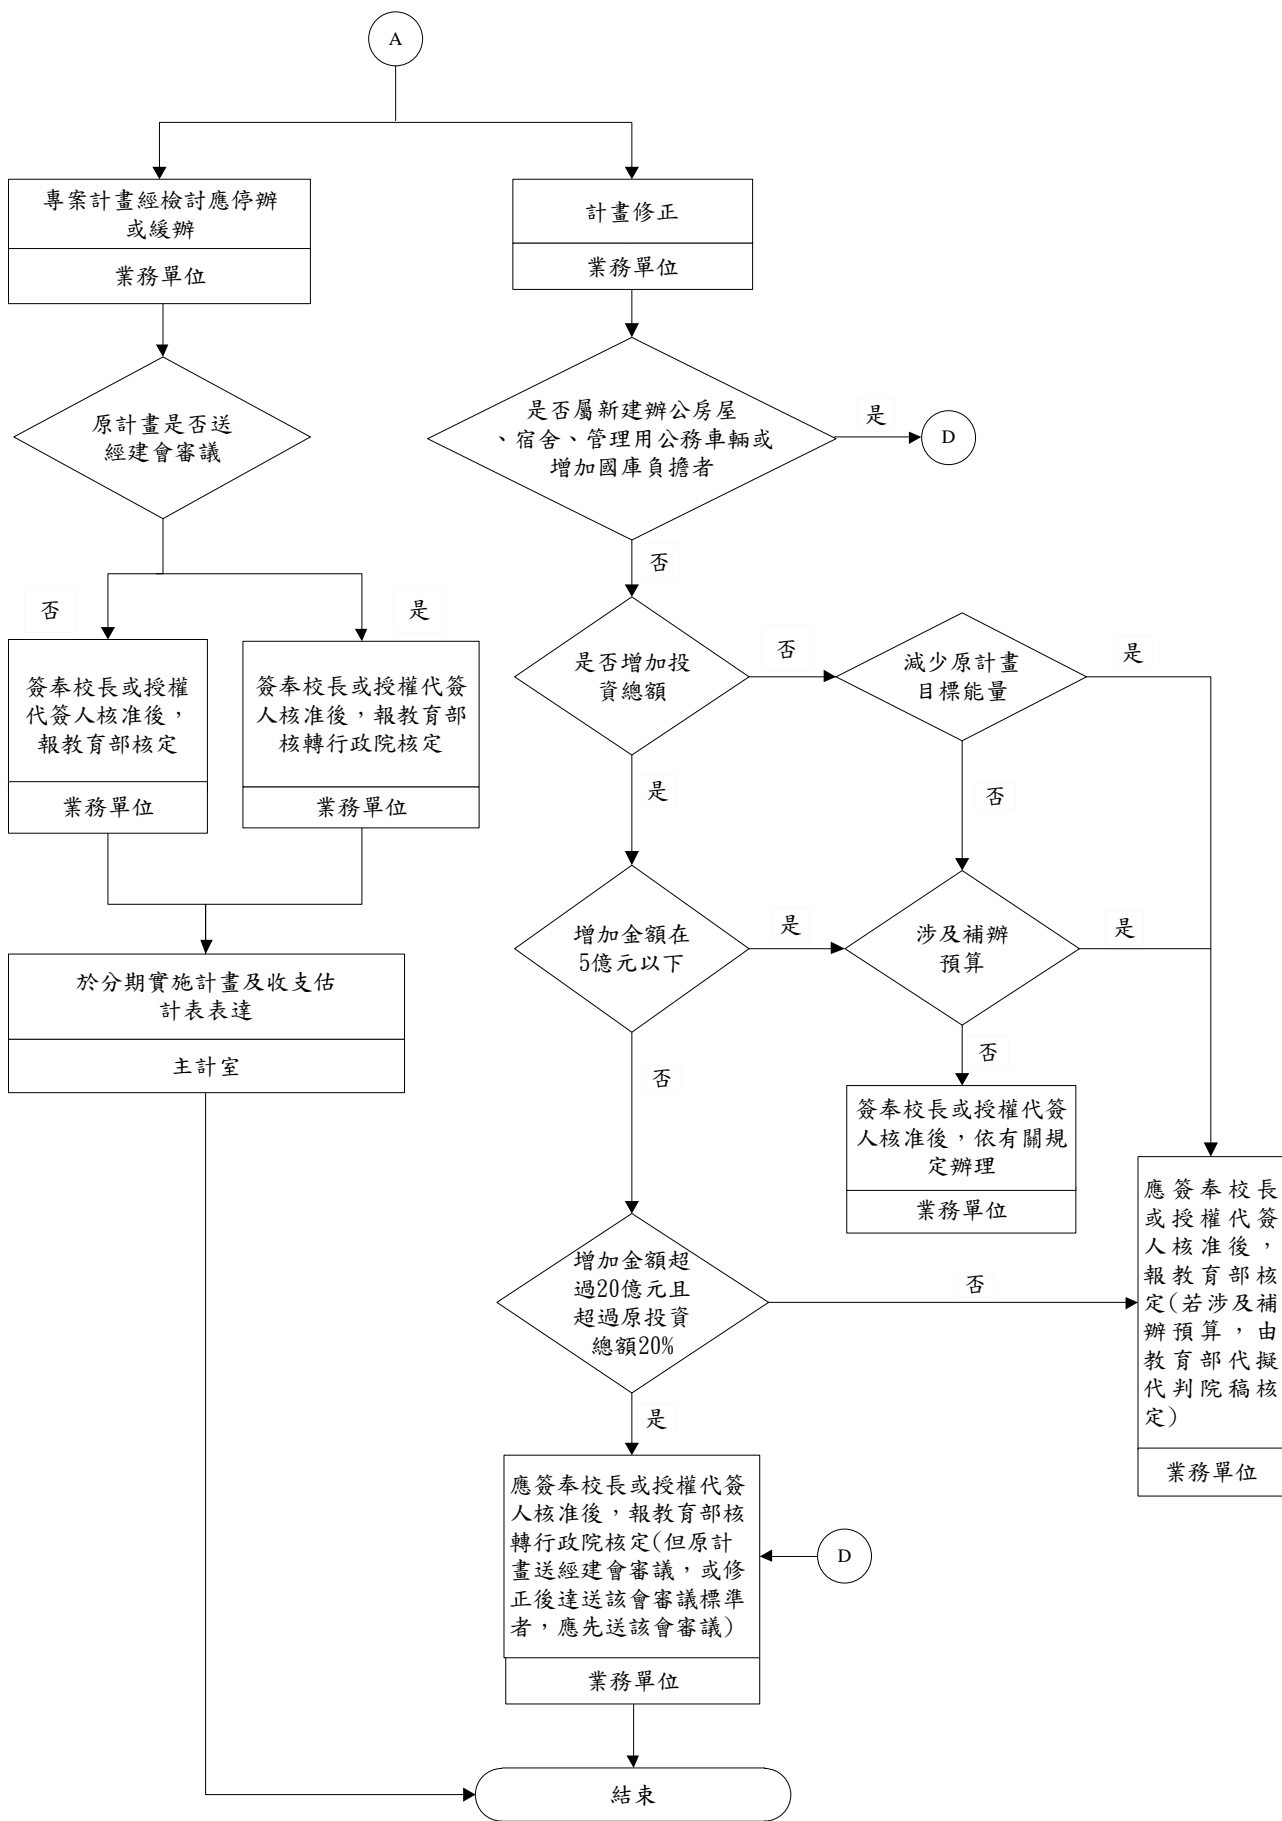 A
專案計畫經檢討應停辦
或緩辦
業務單位
計畫修正
業務單位
原計畫是否送
經建會審議
是否屬新建辦公房屋
、宿舍、管理用公務車輛或
增加國庫負擔者
是
D
否
否
是
簽奉校長或授權
代簽人核准後，
報教育部核定
業務單位
簽奉校長或授權代簽
人核准後，報教育部
核轉行政院核定
業務單位
是否增加投
資總額
否
減少原計畫
目標能量
是
是
否
於分期實施計畫及收支估
計表表達
主計室
增加金額在
5億元以下
是
涉及補辦
預算
是
否
否
簽奉校長或授權代簽
人核准後，依有關規
定辦理
業務單位
應簽奉校長
或授權代簽
人核准後，
報教育部核
定(若涉及補
辦預算，由
教育部代擬
代判院稿核
定)
業務單位
增加金額超
過20億元且
超過原投資
總額20%
否
是
應簽奉校長或授權代簽
人核准後，報教育部核
轉行政院核定(但原計
畫送經建會審議，或修
正後達送該會審議標準
者，應先送該會審議)
業務單位
D
結束